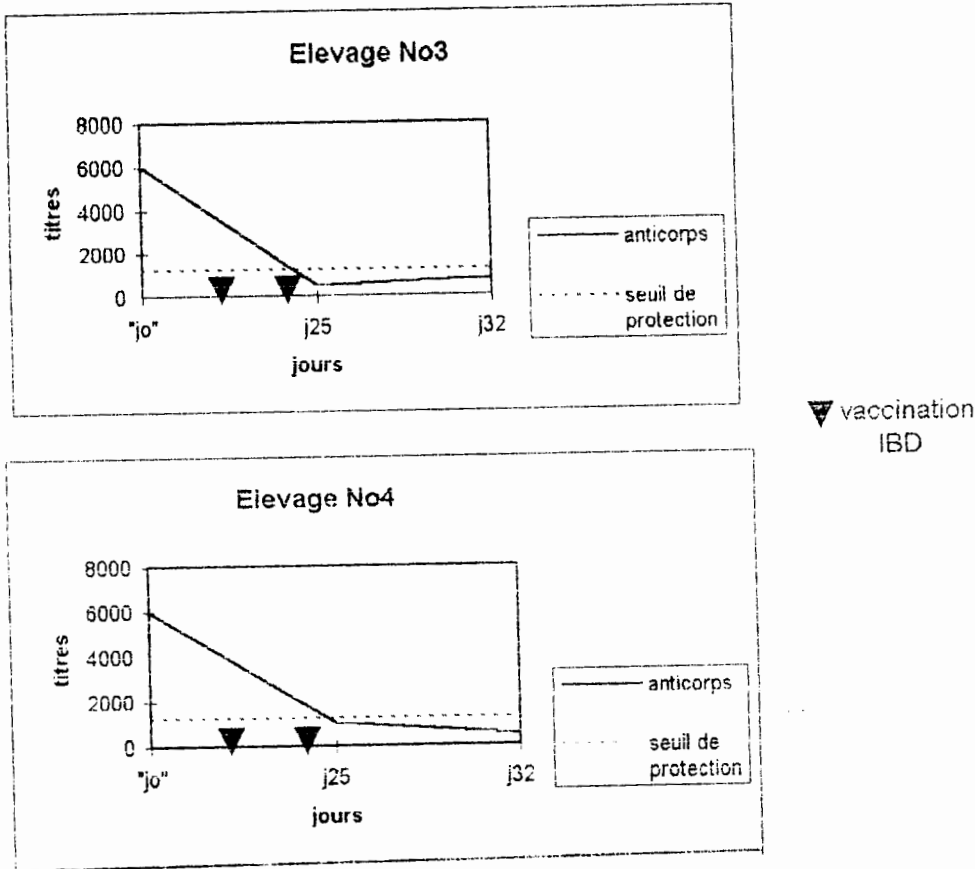 Elevage No3
8000
6000
4000
2000
0
titres
"jo"
j25
j32
jours
anticorps
seuil de
protection
vaccination
IBD
Elevage No4
8000
6000
4000
2000
0
titres
"jo"
j25
j32
jours
anticorps
seuil de
protection